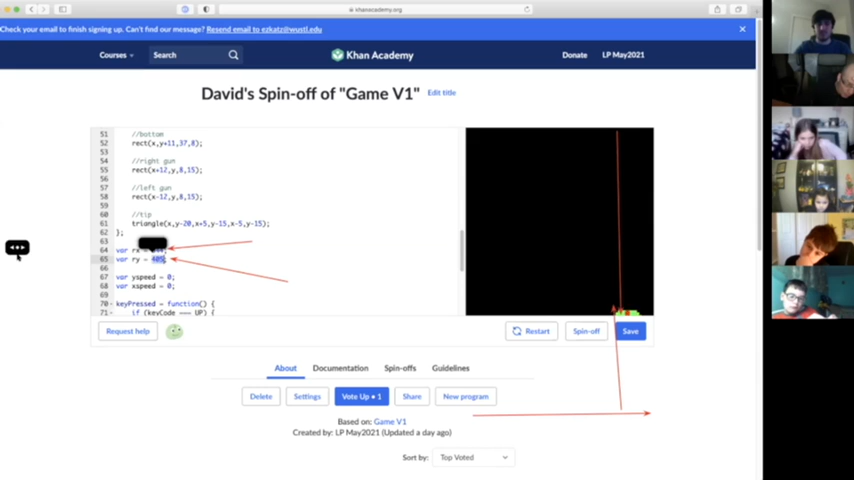 khanacademy.org
Check your email to finish signing up. Can't find our message? Resend email to ezkatz@wustl.edu
Courses
Search
Khan Academy
Donate
LP May2021
David's Spin-off of "Game V1"
Edit title
51 //bottom
52 rect(x,y+11,37,8);
53
54 //right gun
55 rect(x+12,y,8,15);
56
57 //left gun
58 rect(x-12,y,8,15);
59
60 //tip
61 triangle(x,y-20,x+5,y-15,x-5,y-15);
62 };
63
64 var rx =
65 var ry = 405;
66
67 var yspeed = 0;
68 var xspeed = 0;
70 keyPressed = function() {
71 if (keyCode === UP) {
Request help
Restart
Spin-off
Save
About
Documentation
Spin-offs
Guidelines
Delete
Settings
Vote Up • 1
Share
New program
Based on: Game V1
Created by: LP May2021 (Updated a day ago)
Sort by:
Top Voted